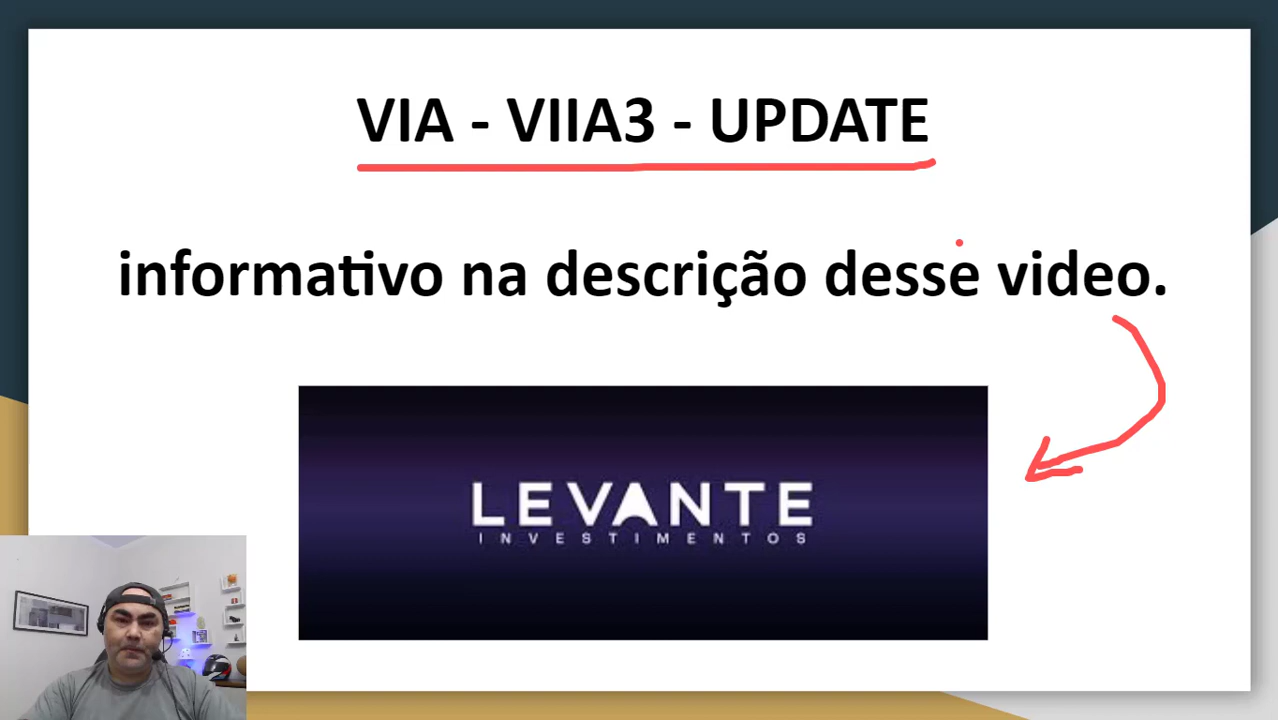 VIA - VIIA3 - UPDATE
informativo na descrição desse video.
LEVANTE
INVESTIMENTOS